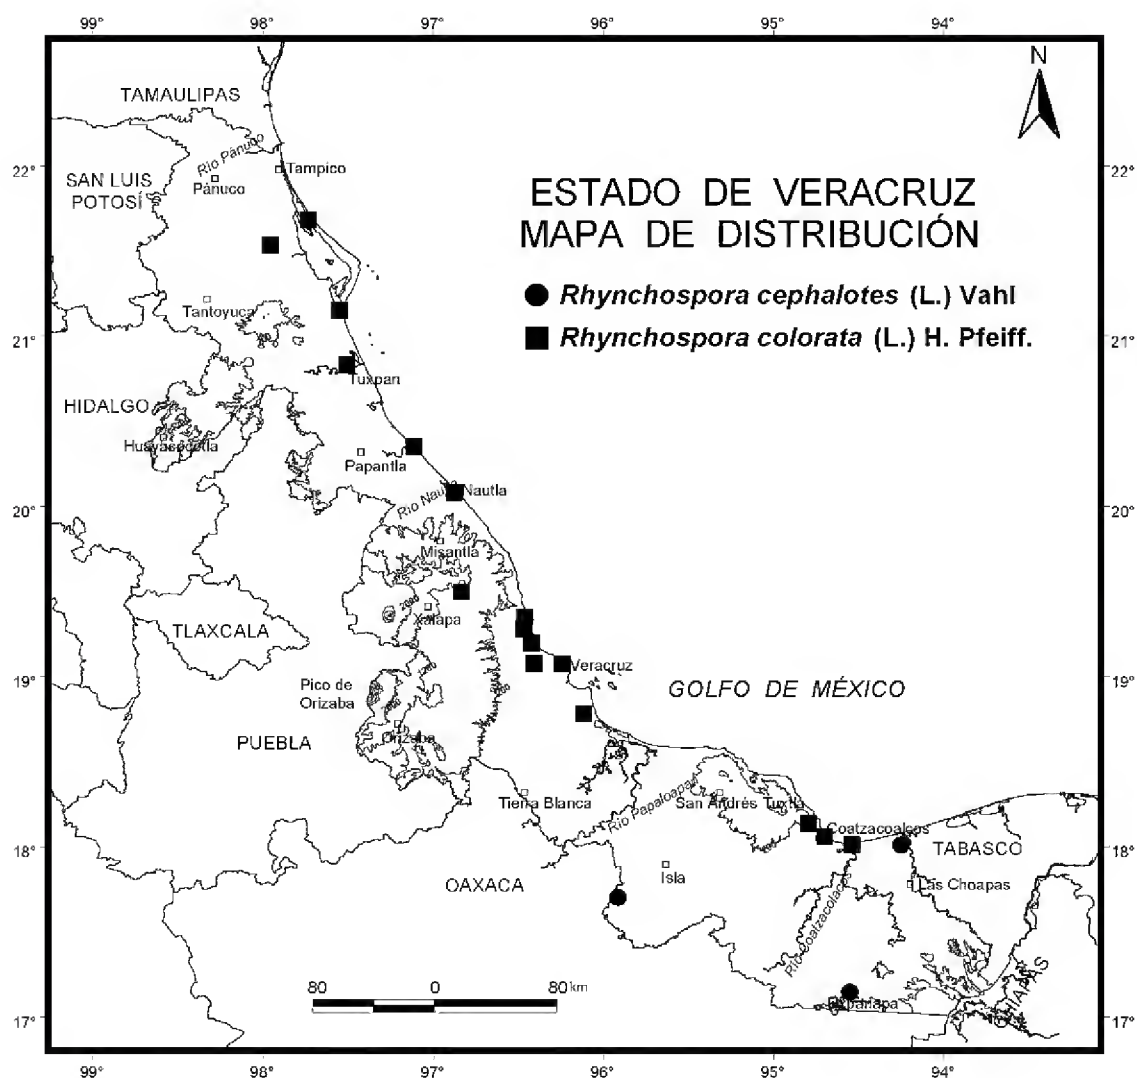 99° 98° 97° 96° 95° 94°
N
TAMAULIPAS
Río Pánuco
22° Tampico 22°
Pánuco
SAN LUIS
POTOSÍ
ESTADO DE VERACRUZ
MAPA DE DISTRIBUCIÓN
Rhynchospora cephalotes (L.) Vahl
Rhynchospora colorata (L.) H. Pfeiff.
Tantoyuca
21° 21°
Tuxpan
HIDALGO
Huayacocotla
Papantla
Río Nautla Nautla
20° 20°
Misantla
2000
Xalapa
TLAXCALA
Veracruz
19° 19°
Pico de
Orizaba
GOLFO DE MÉXICO
PUEBLA
Orizaba
Tierra Blanca
Río Papaloapan
San Andrés Tuxtla
Coatzacoalcos
18° TABASCO 18°
Isla
OAXACA
Las Choapas
Río Coatzacoalcos
CHIAPAS
80 0 80 km
Uxpanapa
17° 17°
99° 98° 97° 96° 95° 94°